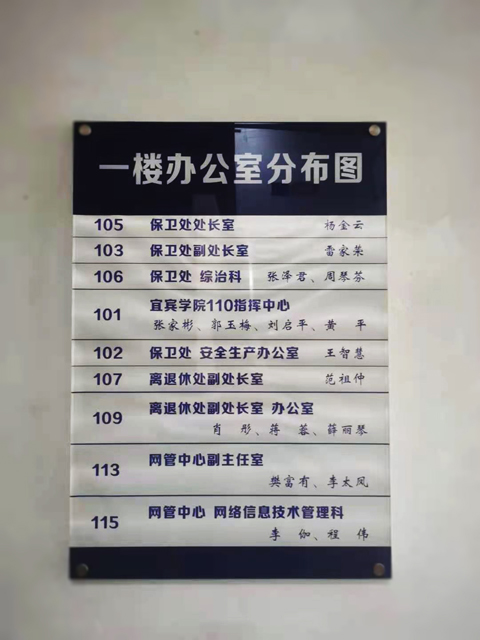 一楼办公室分布图
105 保卫处处长室 杨金云
103 保卫处副处长室 雷家荣
106 保卫处 综治科 张泽君、周琴芬
101 宜宾学院110指挥中心
张家彬、郭玉梅、刘启平、黄 平
102 保卫处 安全生产办公室 王智慧
107 离退休处副处长室 范祖仲
109 离退休处副处长室 办公室
肖 彤、蒋 蓉、薛丽琴
113 网管中心副主任室
樊富有、李太凤
115 网管中心 网络信息技术管理科
李 伽、程 伟